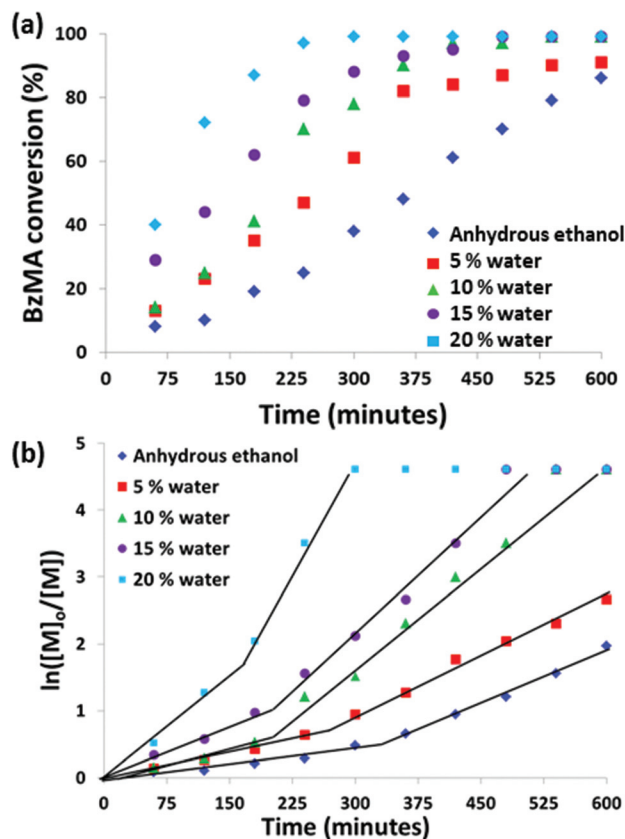 (a)
BzMA conversion (%)
100
80
60
40
20
0
Anhydrous ethanol
5 % water
10 % water
15 % water
20 % water
0 75 150 225 300 375 450 525 600
Time (minutes)
(b)
ln([M]₀/[M])
5
4
3
2
1
0
Anhydrous ethanol
5 % water
10 % water
15 % water
20 % water
0 75 150 225 300 375 450 525 600
Time (minutes)